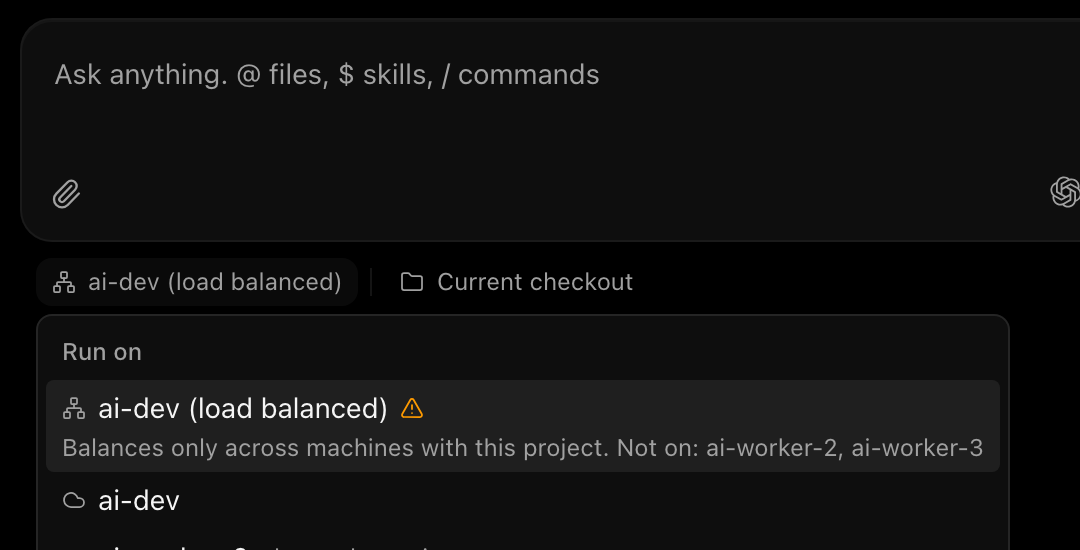 Ask anything. @ files, $ skills, / commands
ai-dev (load balanced)
Current checkout
Run on
ai-dev (load balanced)
Balances only across machines with this project. Not on: ai-worker-2, ai-worker-3
ai-dev